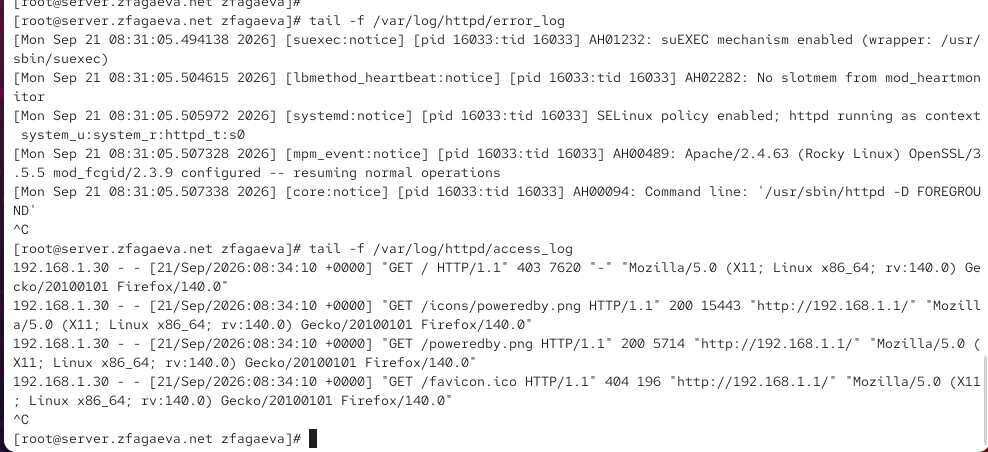 [root@server.zfagaeva.net zfagaeva]#
[root@server.zfagaeva.net zfagaeva]# tail -f /var/log/httpd/error_log
[Mon Sep 21 08:31:05.494138 2026] [suexec:notice] [pid 16033:tid 16033] AH01232: suEXEC mechanism enabled (wrapper: /usr/
sbin/suexec)
[Mon Sep 21 08:31:05.504615 2026] [lbmethod_heartbeat:notice] [pid 16033:tid 16033] AH02282: No slotmem from mod_heartmon
itor
[Mon Sep 21 08:31:05.505972 2026] [systemd:notice] [pid 16033:tid 16033] SELinux policy enabled; httpd running as context
 system_u:system_r:httpd_t:s0
[Mon Sep 21 08:31:05.507328 2026] [mpm_event:notice] [pid 16033:tid 16033] AH00489: Apache/2.4.63 (Rocky Linux) OpenSSL/3
.5.5 mod_fcgid/2.3.9 configured -- resuming normal operations
[Mon Sep 21 08:31:05.507338 2026] [core:notice] [pid 16033:tid 16033] AH00094: Command line: '/usr/sbin/httpd -D FOREGROU
ND'
^C
[root@server.zfagaeva.net zfagaeva]# tail -f /var/log/httpd/access_log
192.168.1.30 - - [21/Sep/2026:08:34:10 +0000] "GET / HTTP/1.1" 403 7620 "-" "Mozilla/5.0 (X11; Linux x86_64; rv:140.0) Ge
cko/20100101 Firefox/140.0"
192.168.1.30 - - [21/Sep/2026:08:34:10 +0000] "GET /icons/poweredby.png HTTP/1.1" 200 15443 "http://192.168.1.1/" "Mozill
a/5.0 (X11; Linux x86_64; rv:140.0) Gecko/20100101 Firefox/140.0"
192.168.1.30 - - [21/Sep/2026:08:34:10 +0000] "GET /poweredby.png HTTP/1.1" 200 5714 "http://192.168.1.1/" "Mozilla/5.0 (
X11; Linux x86_64; rv:140.0) Gecko/20100101 Firefox/140.0"
192.168.1.30 - - [21/Sep/2026:08:34:10 +0000] "GET /favicon.ico HTTP/1.1" 404 196 "http://192.168.1.1/" "Mozilla/5.0 (X11
; Linux x86_64; rv:140.0) Gecko/20100101 Firefox/140.0"
^C
[root@server.zfagaeva.net zfagaeva]#